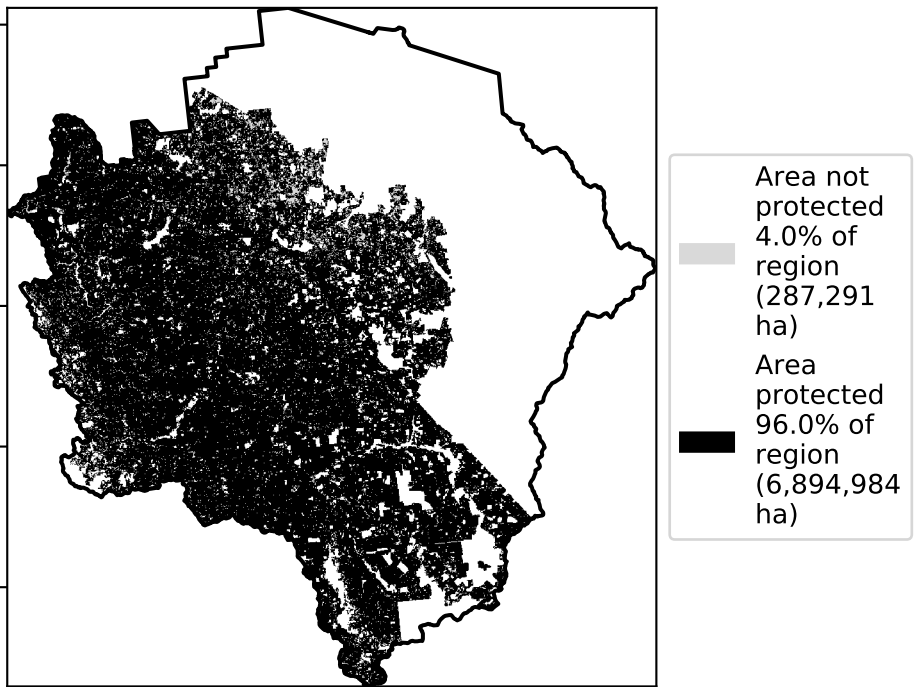 Area not
protected
4.0% of
region
(287,291
ha)
Area
protected
96.0% of
region
(6,894,984
ha)